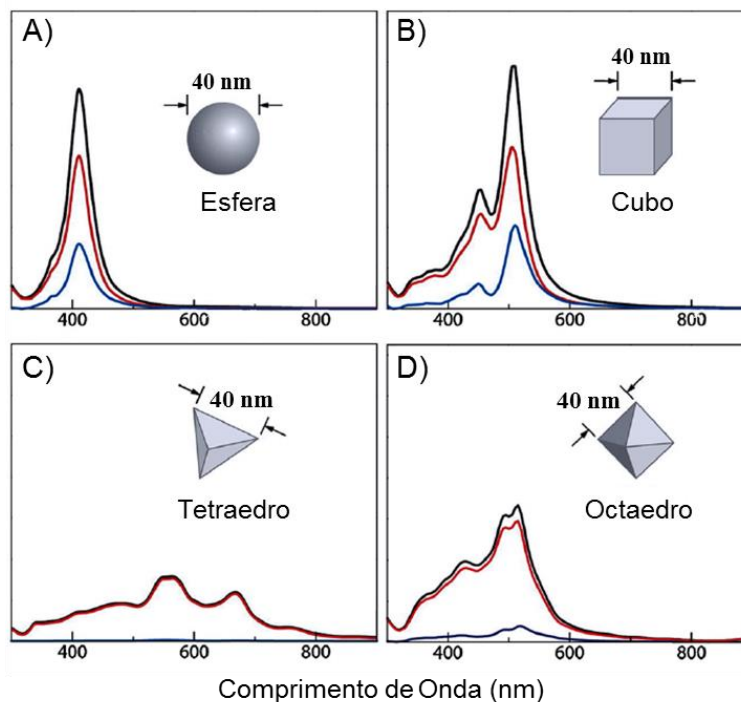 A)
40 nm
Esfera
400 600 800
B)
40 nm
Cubo
400 600 800
C)
40 nm
Tetraedro
400 600 800
D)
40 nm
Octaedro
400 600 800
Comprimento de Onda (nm)